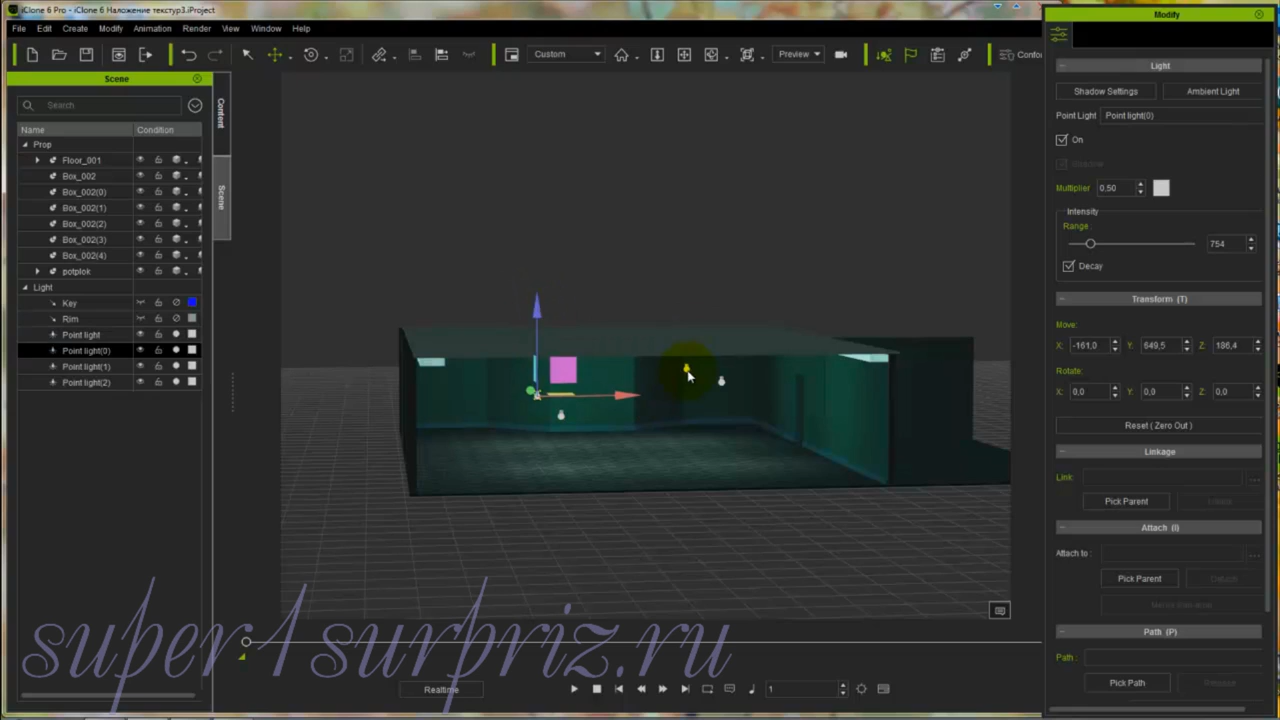 iClone 6 Pro - iClone 6 Наложение текстур3.iProject
File Edit Create Modify Animation Render View Window Help
Custom
Preview
Modify
Scene
Search
Name Condition
Prop
Floor_001
Box_002
Box_002(0)
Box_002(1)
Box_002(2)
Box_002(3)
Box_002(4)
potplok
Light
Key
Rim
Point light
Point light(0)
Point light(1)
Point light(2)
Content
Scene
Light
Shadow Settings Ambient Light
Point Light Point light(0)
On
Multiplier 0,50
Intensity
Range :
754
Decay
Transform (T)
Move:
X: -161,0 Y: 649,5 Z: 186,4
Rotate:
X: 0,0 Y: 0,0 Z: 0,0
Reset ( Zero Out )
Linkage
Link:
Pick Parent
Attach (I)
Attach to :
Pick Parent
Path (P)
Path :
Pick Path
super1surpriz.ru
Realtime
1